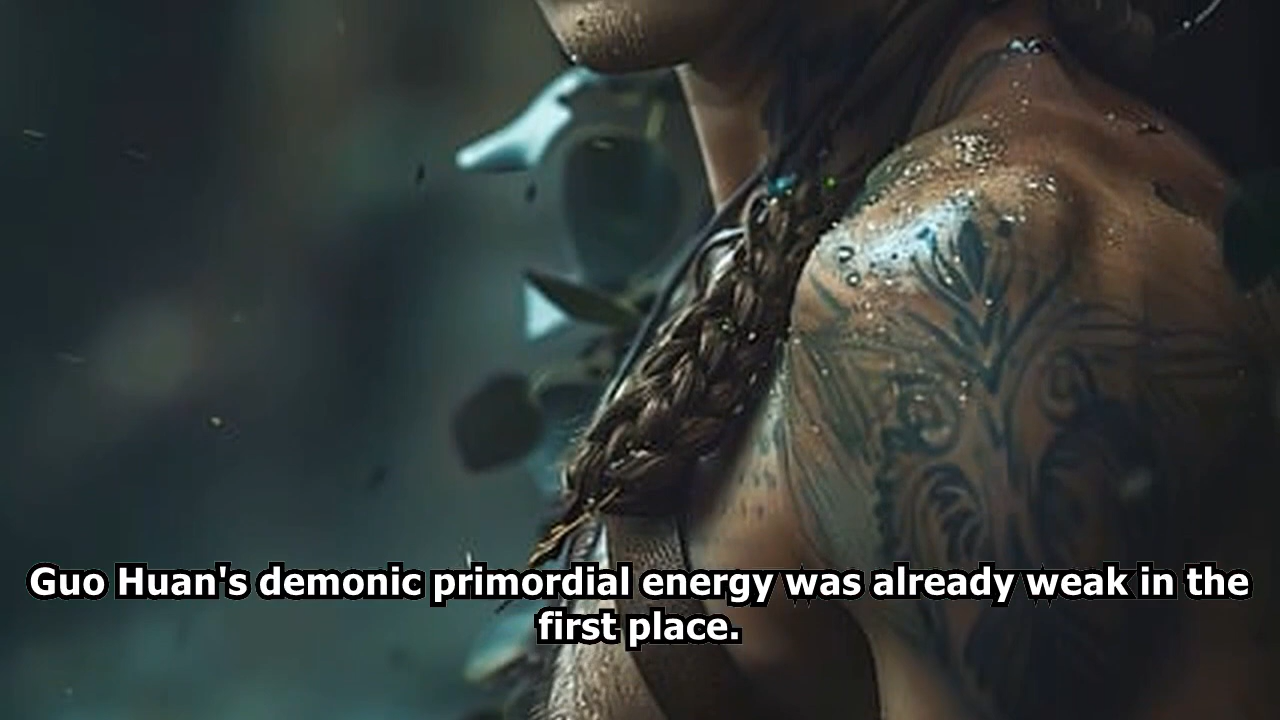 Guo Huan's demonic primordial energy was already weak in the
first place.